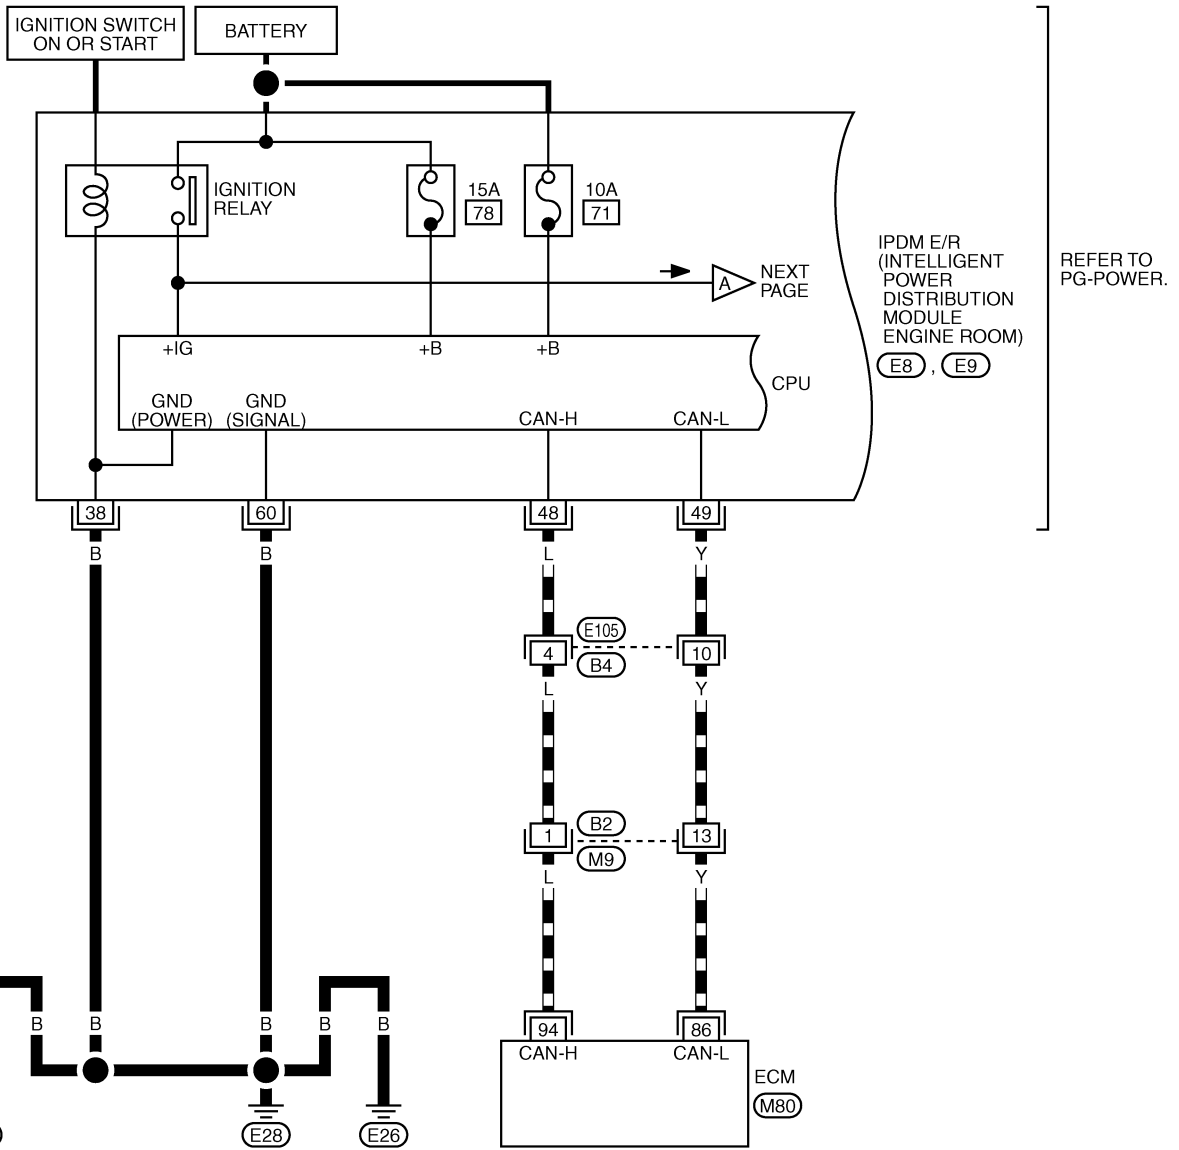 IGNITION SWITCH
ON OR START
BATTERY
IGNITION
RELAY
15A
78
10A
71
A
NEXT
PAGE
IPDM E/R
(INTELLIGENT
POWER
DISTRIBUTION
MODULE
ENGINE ROOM)
E8 , E9
REFER TO
PG-POWER.
+IG
+B
+B
CPU
GND
(POWER)
GND
(SIGNAL)
CAN-H
CAN-L
38
60
48
49
B
B
L
Y
E105
4
10
B4
L
Y
B2
1
13
M9
L
Y
B
B
B
B
B
94
86
CAN-H
CAN-L
ECM
M80
E28
E26